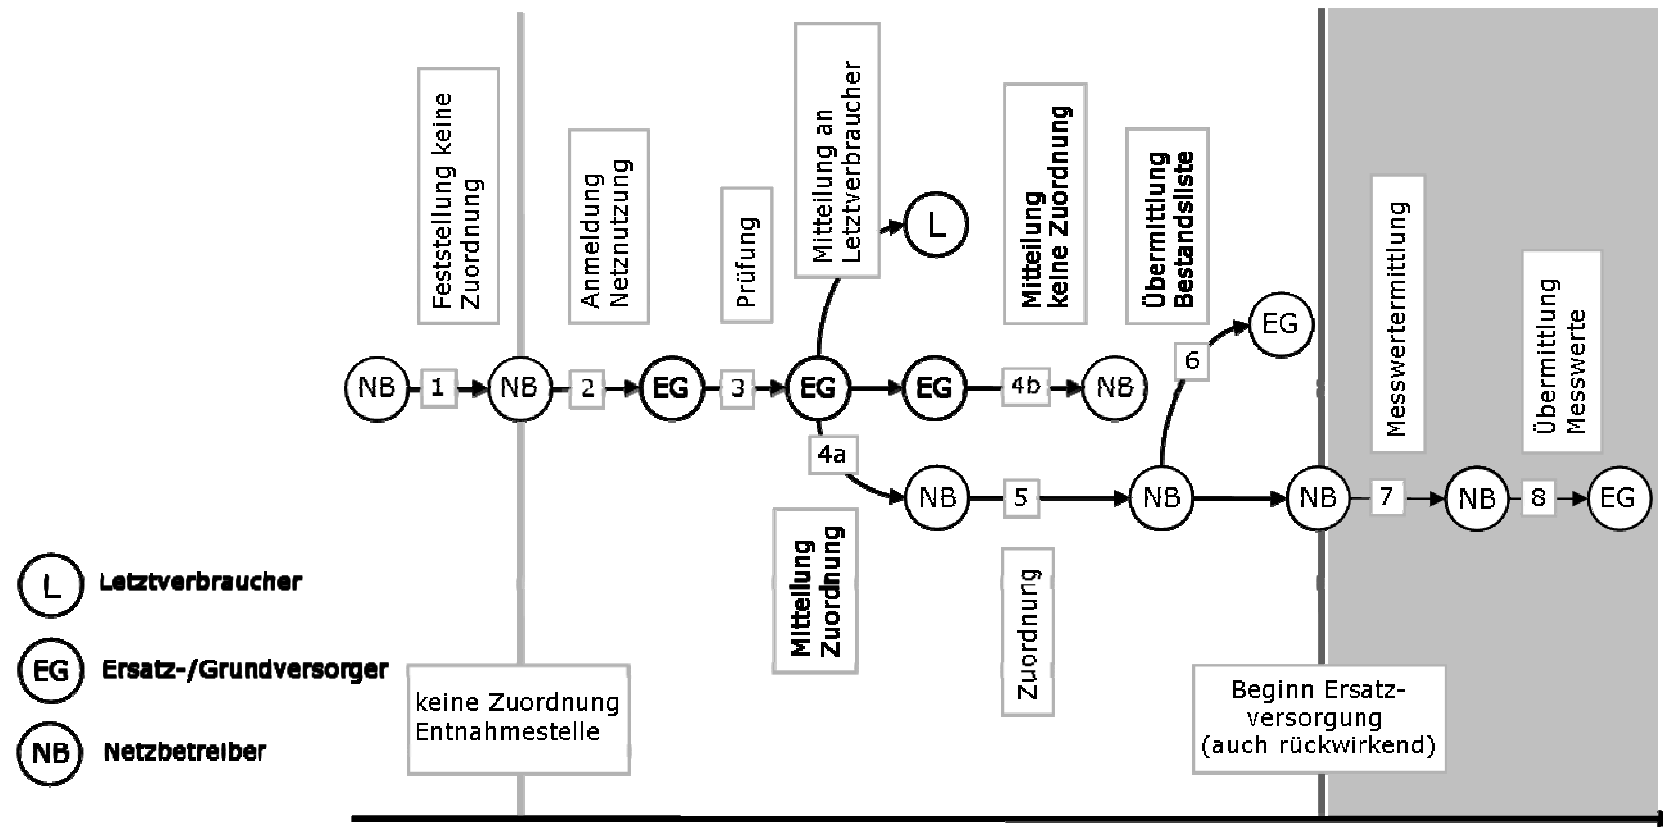 Feststellung keine
Zuordnung
Anmeldung
Netznutzung
Prüfung
Mitteilung an
Letztverbraucher
Mitteilung
keine Zuordnung
Übermittlung
Bestandsliste
Messwertermittlung
Übermittlung
Messwerte
L
EG
6
NB
1
NB
2
EG
3
EG
EG
4b
NB
4a
NB
5
NB
NB
7
NB
8
EG
Mitteilung
Zuordnung
Zuordnung
L Letztverbraucher
EG Ersatz-/Grundversorger
NB Netzbetreiber
keine Zuordnung
Entnahmestelle
Beginn Ersatz-
versorgung
(auch rückwirkend)